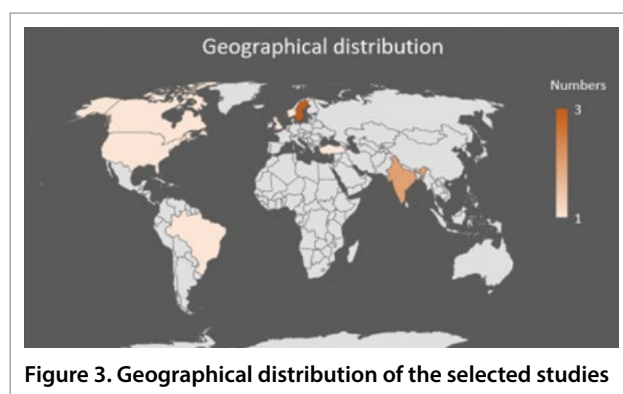 Geographical distribution
Numbers
3
1
Figure 3. Geographical distribution of the selected studies